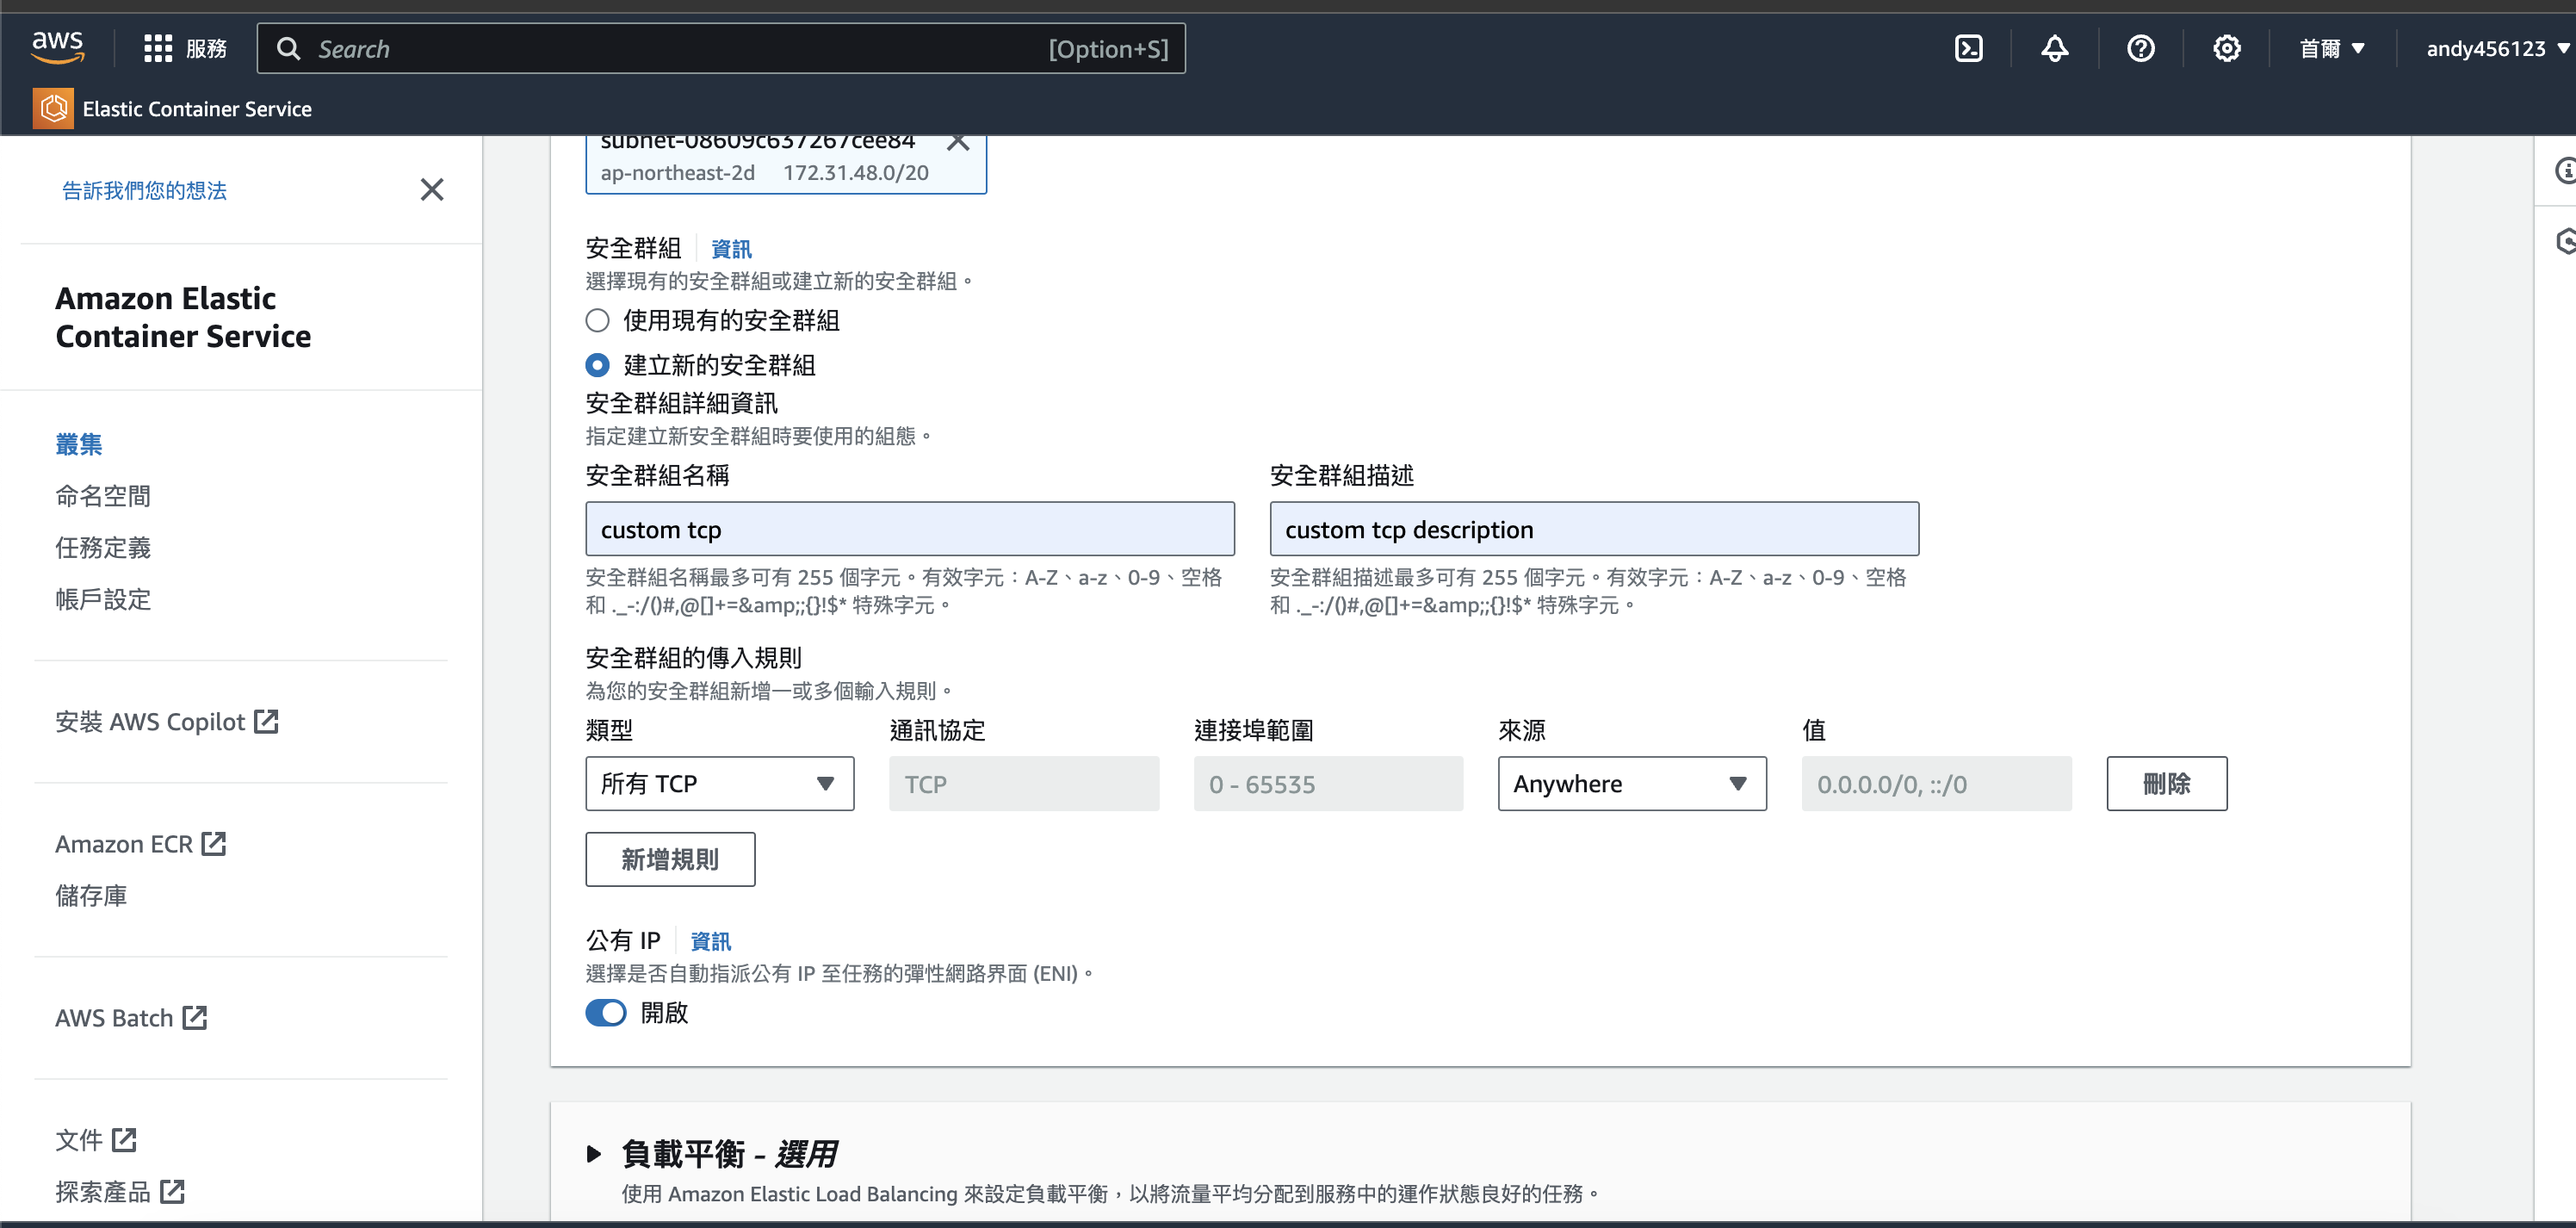 aws
服務
Search
[Option+S]
首爾
andy456123
Elastic Container Service
告訴我們您的想法
Amazon Elastic
Container Service
叢集
命名空間
任務定義
帳戶設定
安裝 AWS Copilot
Amazon ECR
儲存庫
AWS Batch
文件
探索產品
subnet-08609c637267cee84
ap-northeast-2d 172.31.48.0/20
安全群組 資訊
選擇現有的安全群組或建立新的安全群組。
使用現有的安全群組
建立新的安全群組
安全群組詳細資訊
指定建立新安全群組時要使用的組態。
安全群組名稱
custom tcp
安全群組名稱最多可有 255 個字元。有效字元：A-Z、a-z、0-9、空格
和 ._-:/()#,@[]+=&amp;;{}!$* 特殊字元。
安全群組描述
custom tcp description
安全群組描述最多可有 255 個字元。有效字元：A-Z、a-z、0-9、空格
和 ._-:/()#,@[]+=&amp;;{}!$* 特殊字元。
安全群組的傳入規則
為您的安全群組新增一或多個輸入規則。
類型 通訊協定 連接埠範圍 來源 值
所有 TCP TCP 0 - 65535 Anywhere 0.0.0.0/0, ::/0 刪除
新增規則
公有 IP 資訊
選擇是否自動指派公有 IP 至任務的彈性網路界面 (ENI)。
開啟
負載平衡 - 選用
使用 Amazon Elastic Load Balancing 來設定負載平衡，以將流量平均分配到服務中的運作狀態良好的任務。